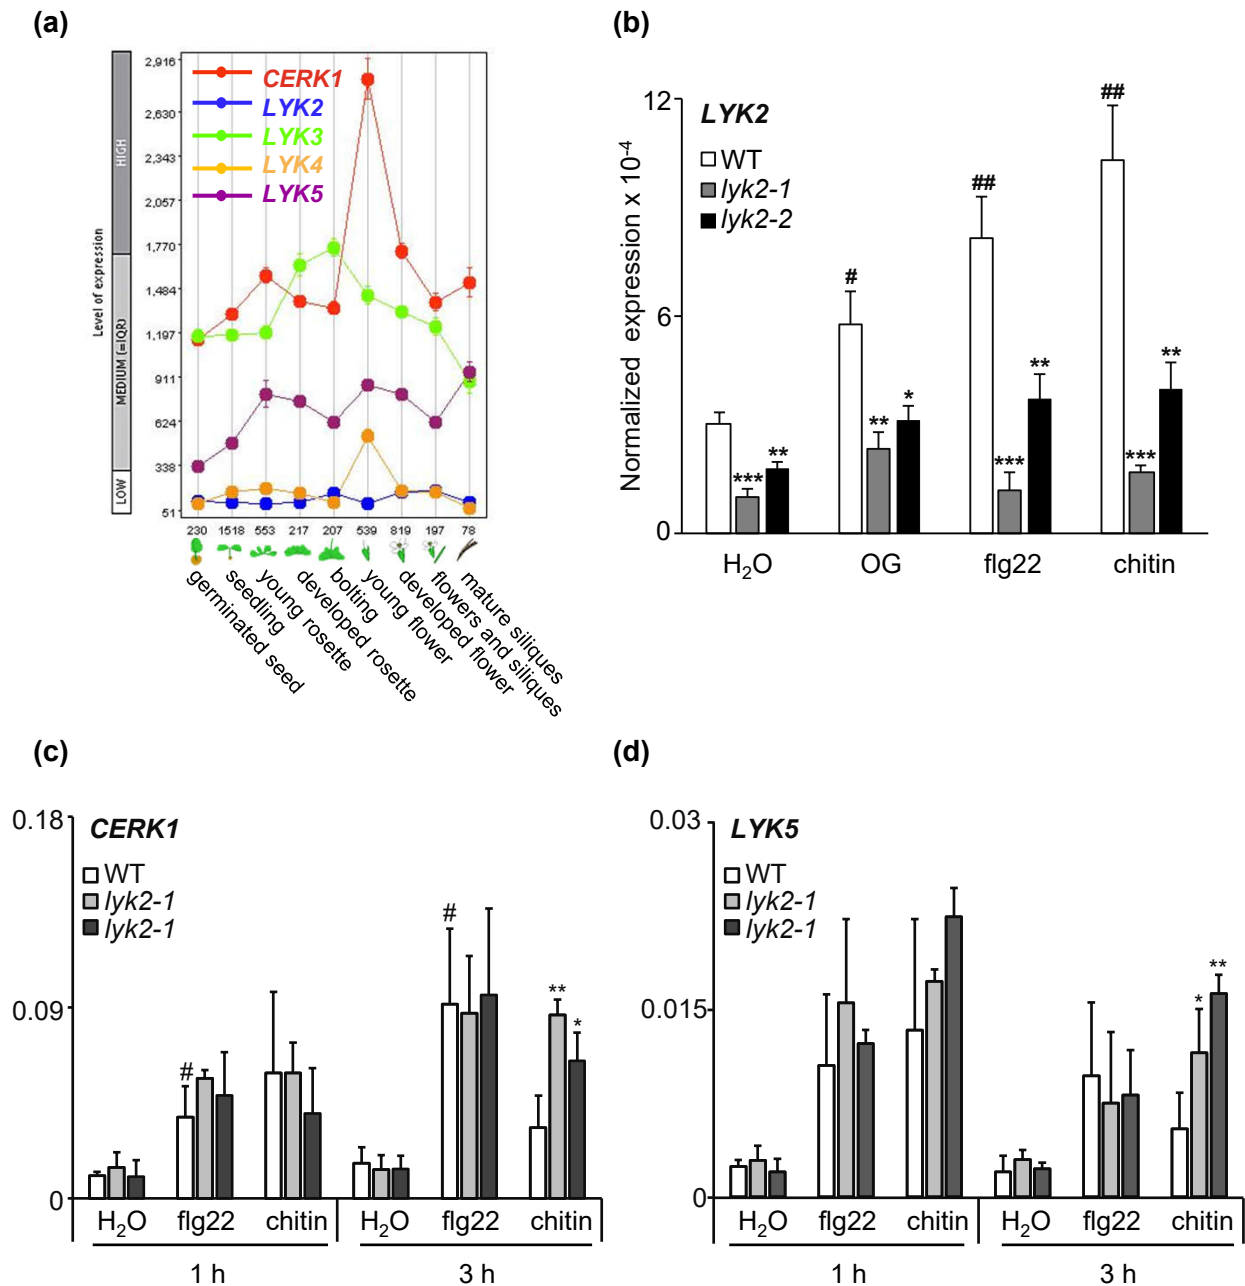 (a)
2,916
2,630
2,343
2,057
1,770
1,484
1,197
911
624
338
51
Level of expression
HIGH
MEDIUM (=IQR)
LOW
CERK1
LYK2
LYK3
LYK4
LYK5
230 1518 553 217 207 539 819 197 78
germinated seed
seedling
young rosette
developed rosette
bolting
young flower
developed flower
flowers and siliques
mature siliques
(b)
Normalized expression x 10-4
12
6
0
LYK2
WT
lyk2-1
lyk2-2
# ## ##
*** ** ** * *** ** *** **
H2O OG flg22 chitin
(c)
0.18
0.09
0
CERK1
WT
lyk2-1
lyk2-1
# # ** *
H2O flg22 chitin H2O flg22 chitin
1 h 3 h
(d)
0.03
0.015
0
LYK5
WT
lyk2-1
lyk2-1
* **
H2O flg22 chitin H2O flg22 chitin
1 h 3 h